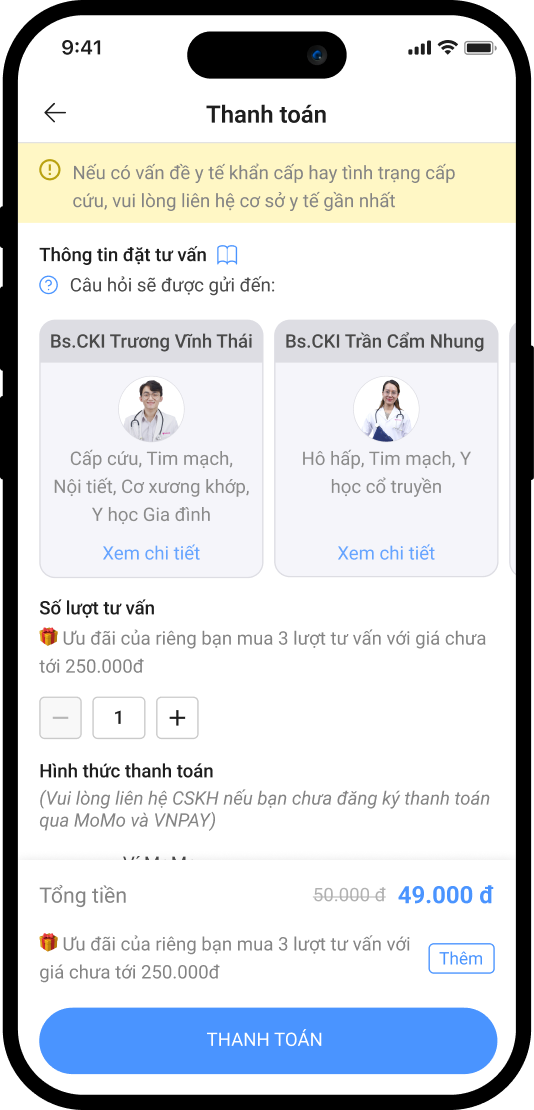 9:41
Thanh toán
Nếu có vấn đề y tế khẩn cấp hay tình trạng cấp
cứu, vui lòng liên hệ cơ sở y tế gần nhất
Thông tin đặt tư vấn
Câu hỏi sẽ được gửi đến:
Bs.CKI Trương Vĩnh Thái
Cấp cứu, Tim mạch,
Nội tiết, Cơ xương khớp,
Y học Gia đình
Xem chi tiết
Bs.CKI Trần Cẩm Nhung
Hô hấp, Tim mạch, Y
học cổ truyền
Xem chi tiết
Số lượt tư vấn
Ưu đãi của riêng bạn mua 3 lượt tư vấn với giá chưa
tới 250.000đ
− 1 +
Hình thức thanh toán
(Vui lòng liên hệ CSKH nếu bạn chưa đăng ký thanh toán
qua MoMo và VNPAY)
Ví MoMo
Tổng tiền 50.000 đ 49.000 đ
Ưu đãi của riêng bạn mua 3 lượt tư vấn với
giá chưa tới 250.000đ
Thêm
THANH TOÁN